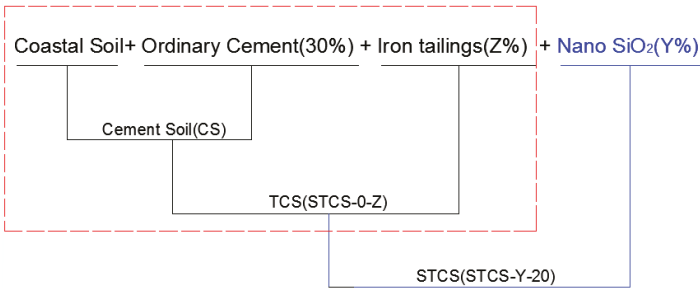 Coastal Soil+ Ordinary Cement(30%) + Iron tailings(Z%) + Nano SiO₂(Y%)
Cement Soil(CS)
TCS(STCS-0-Z)
STCS(STCS-Y-20)